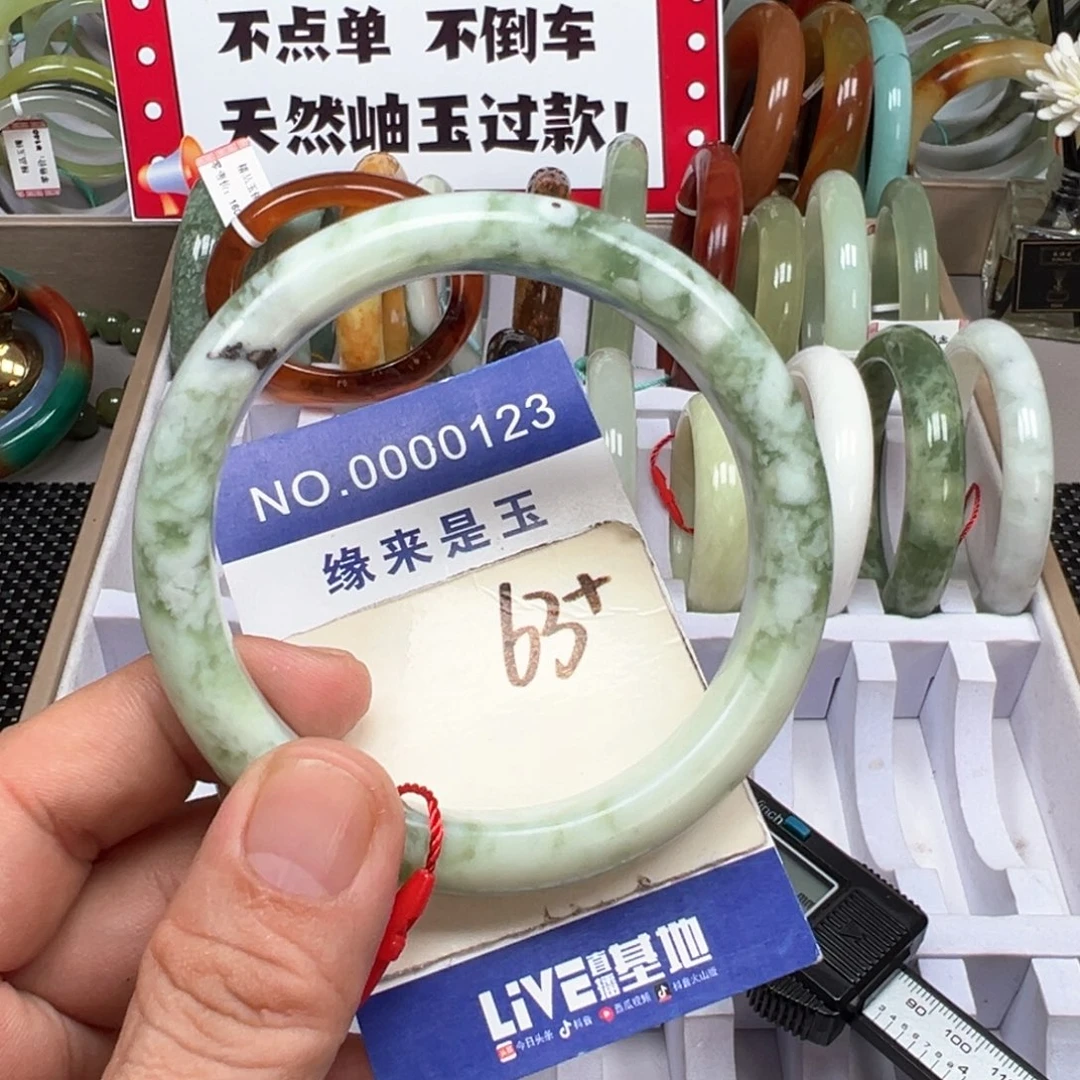 不点单 不倒车
天然岫玉过款!
NO.0000123
缘来是玉
63+
LiVE直播基地
今日头条 抖音 西瓜视频 抖音火山版
inch
90 100